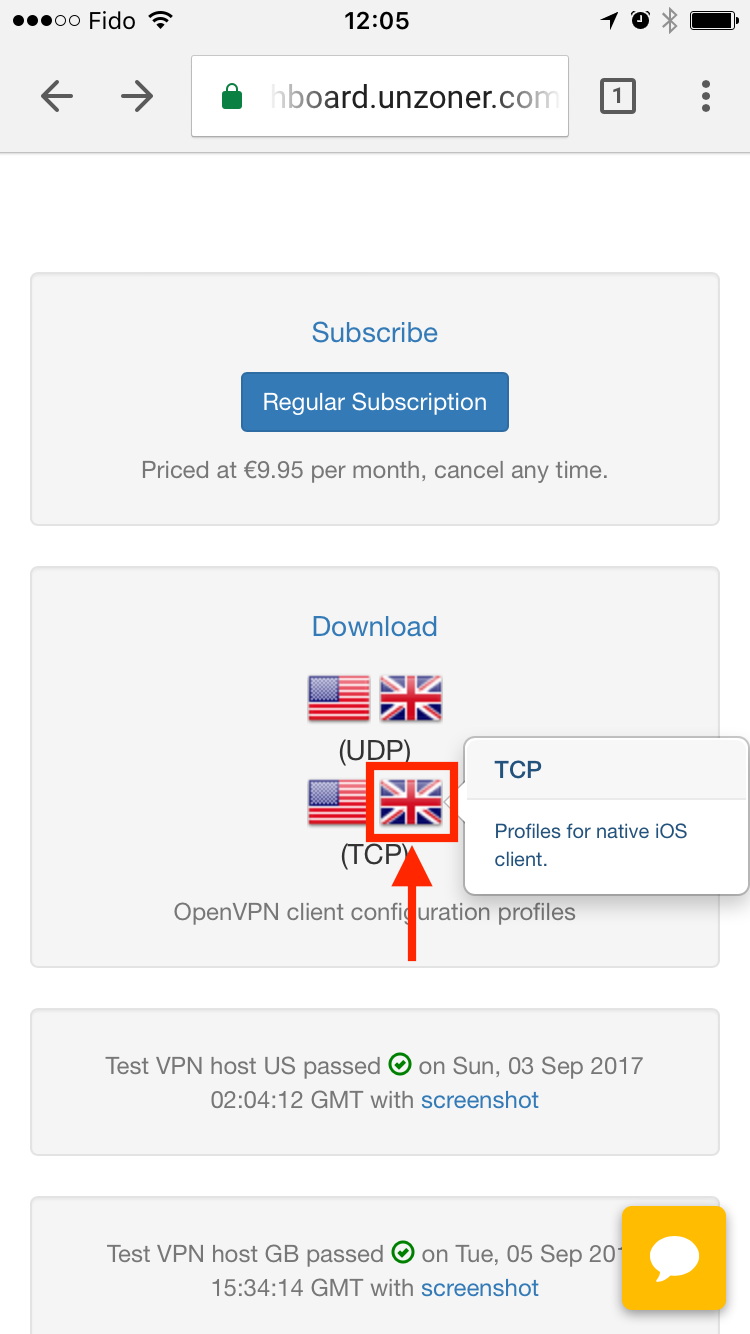 Fido 12:05
hboard.unzoner.com
1
Subscribe
Regular Subscription
Priced at €9.95 per month, cancel any time.
Download
(UDP)
TCP
Profiles for native iOS
client.
(TCP)
OpenVPN client configuration profiles
Test VPN host US passed on Sun, 03 Sep 2017
02:04:12 GMT with screenshot
Test VPN host GB passed on Tue, 05 Sep 201
15:34:14 GMT with screenshot